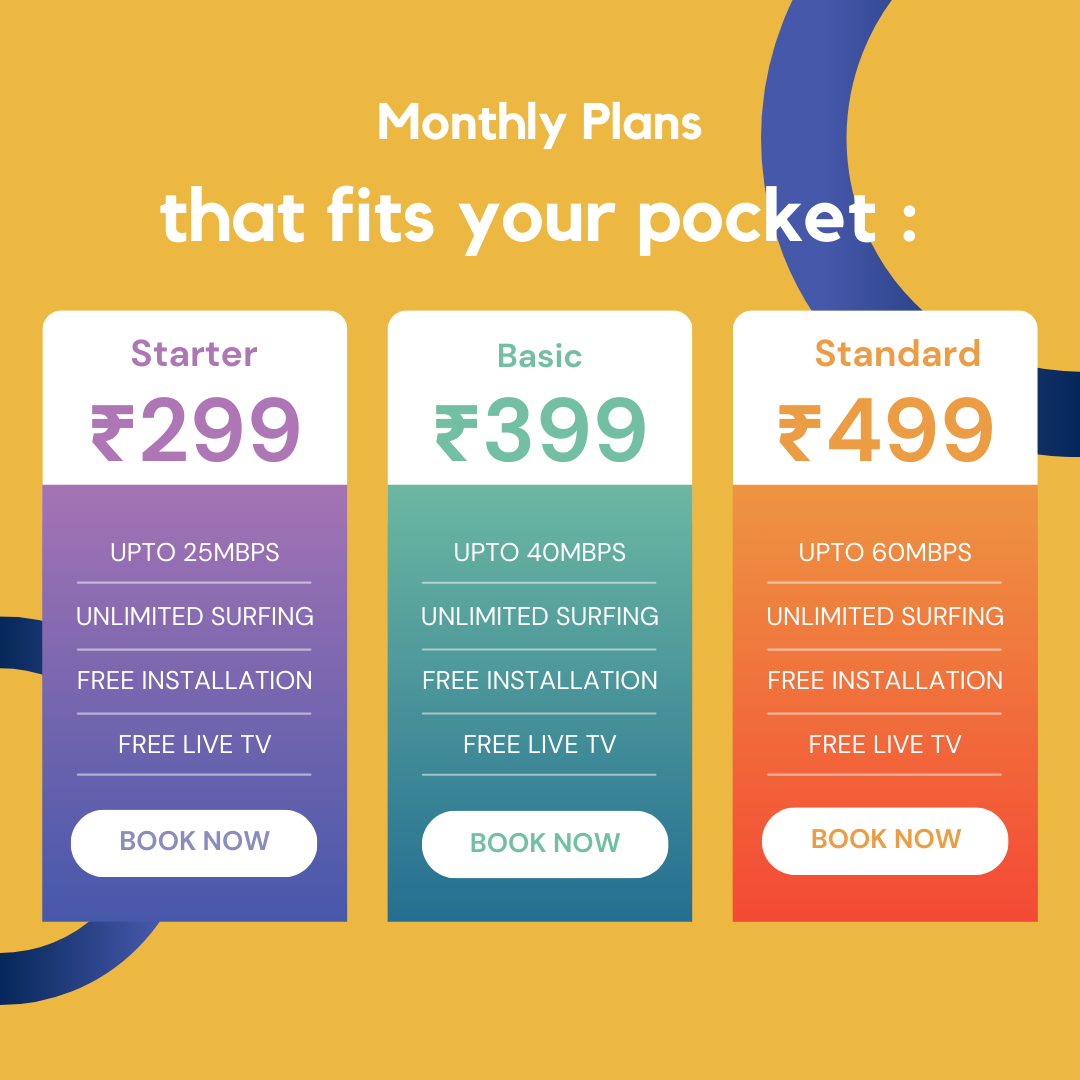 Monthly Plans
that fits your pocket :
Starter
₹299
UPTO 25MBPS
UNLIMITED SURFING
FREE INSTALLATION
FREE LIVE TV
BOOK NOW
Basic
₹399
UPTO 40MBPS
UNLIMITED SURFING
FREE INSTALLATION
FREE LIVE TV
BOOK NOW
Standard
₹499
UPTO 60MBPS
UNLIMITED SURFING
FREE INSTALLATION
FREE LIVE TV
BOOK NOW